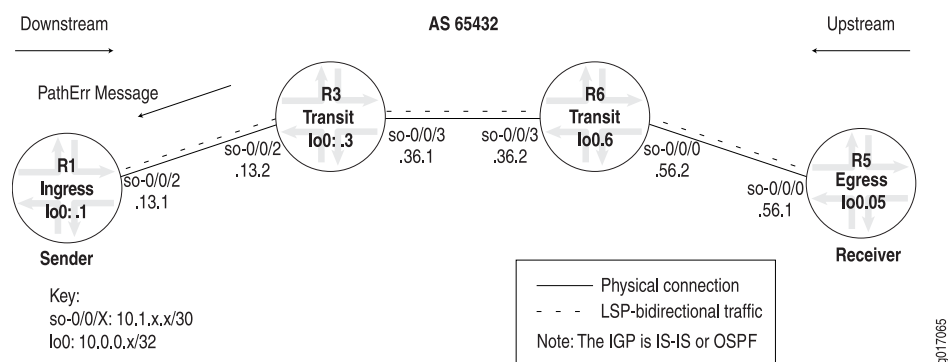 Downstream
AS 65432
Upstream
PathErr Message
R3
Transit
lo0: .3
R6
Transit
lo0.6
R1
Ingress
lo0: .1
so-0/0/2
.13.1
so-0/0/2
.13.2
so-0/0/3
.36.1
so-0/0/3
.36.2
so-0/0/0
.56.2
so-0/0/0
.56.1
R5
Egress
lo0.05
Sender
Receiver
Key:
so-0/0/X: 10.1.x.x/30
lo0: 10.0.0.x/32
Physical connection
LSP-bidirectional traffic
Note: The IGP is IS-IS or OSPF
g017065